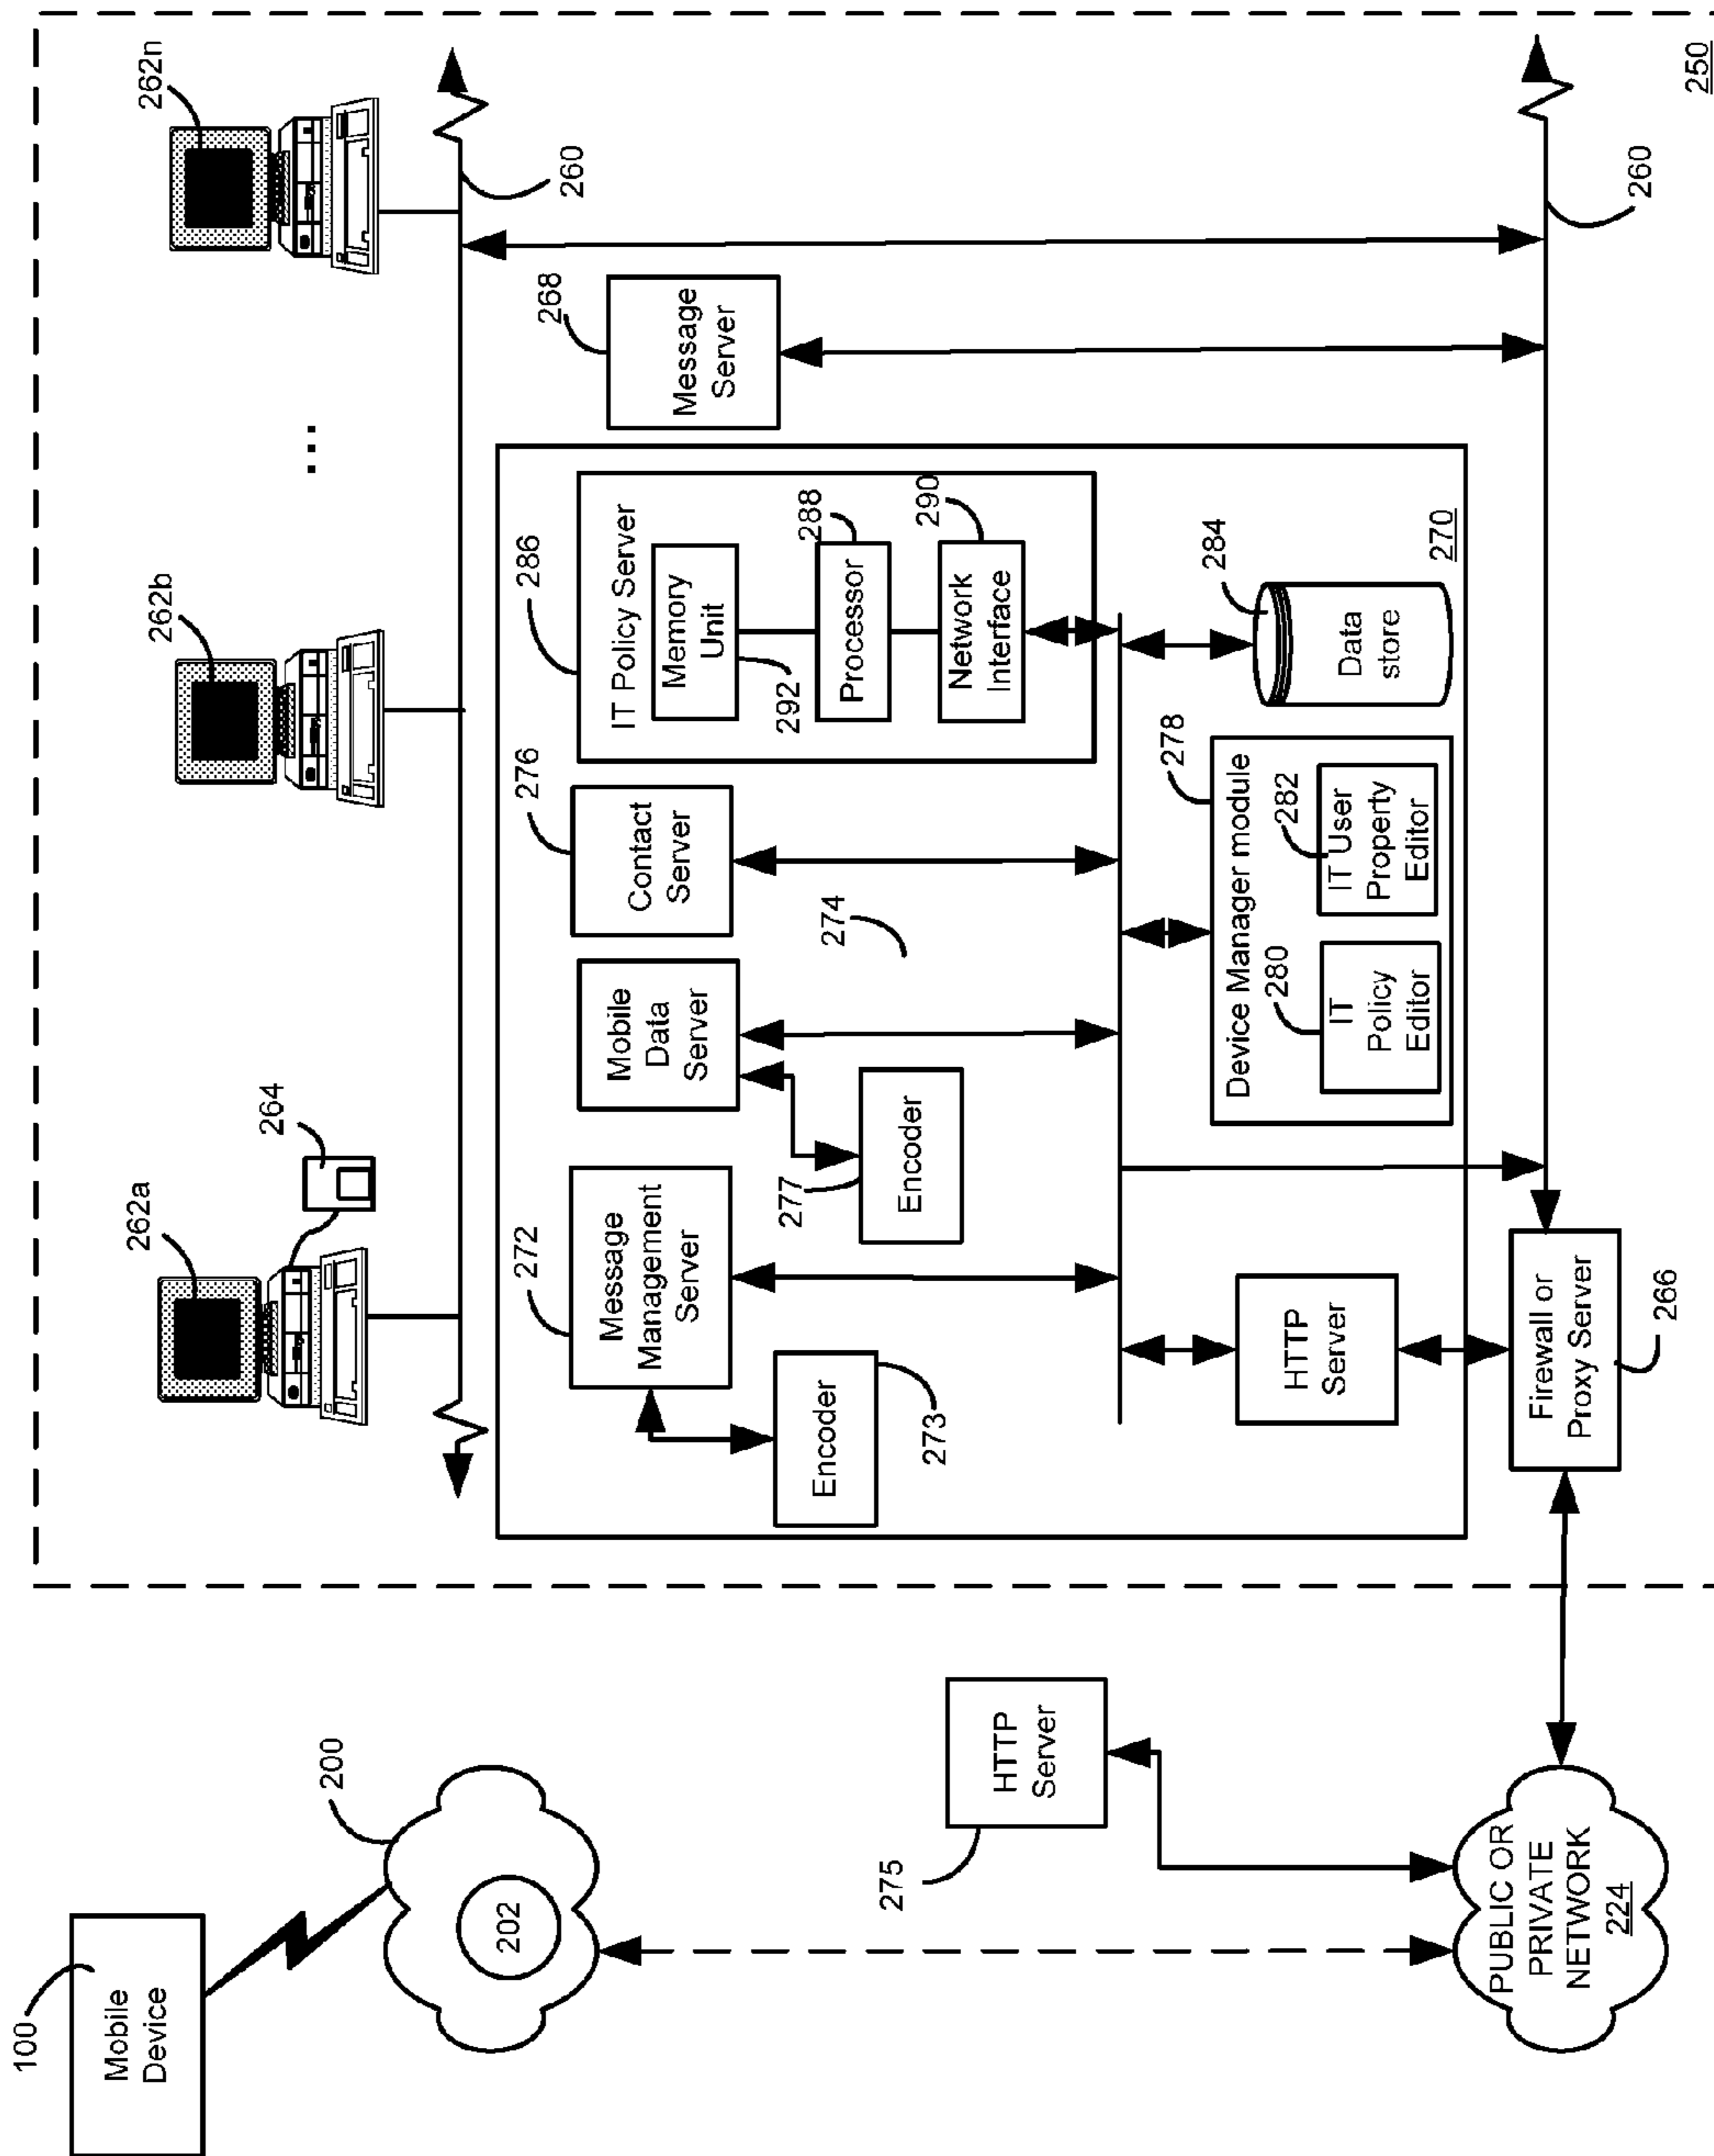 100
Mobile
Device
200
202
275
HTTP
Server
PUBLIC OR
PRIVATE
NETWORK
224
262a
264
262b
...
262n
260
272
Message
Management
Server
Encoder
273
Mobile
Data
Server
277
Encoder
274
276
Contact
Server
286
IT Policy Server
Memory
Unit
292
288
Processor
290
Network
Interface
268
Message
Server
HTTP
Server
278
Device Manager module
280
IT
Policy
Editor
282
IT User
Property
Editor
284
Data
store
270
Firewall or
Proxy Server
266
260
250